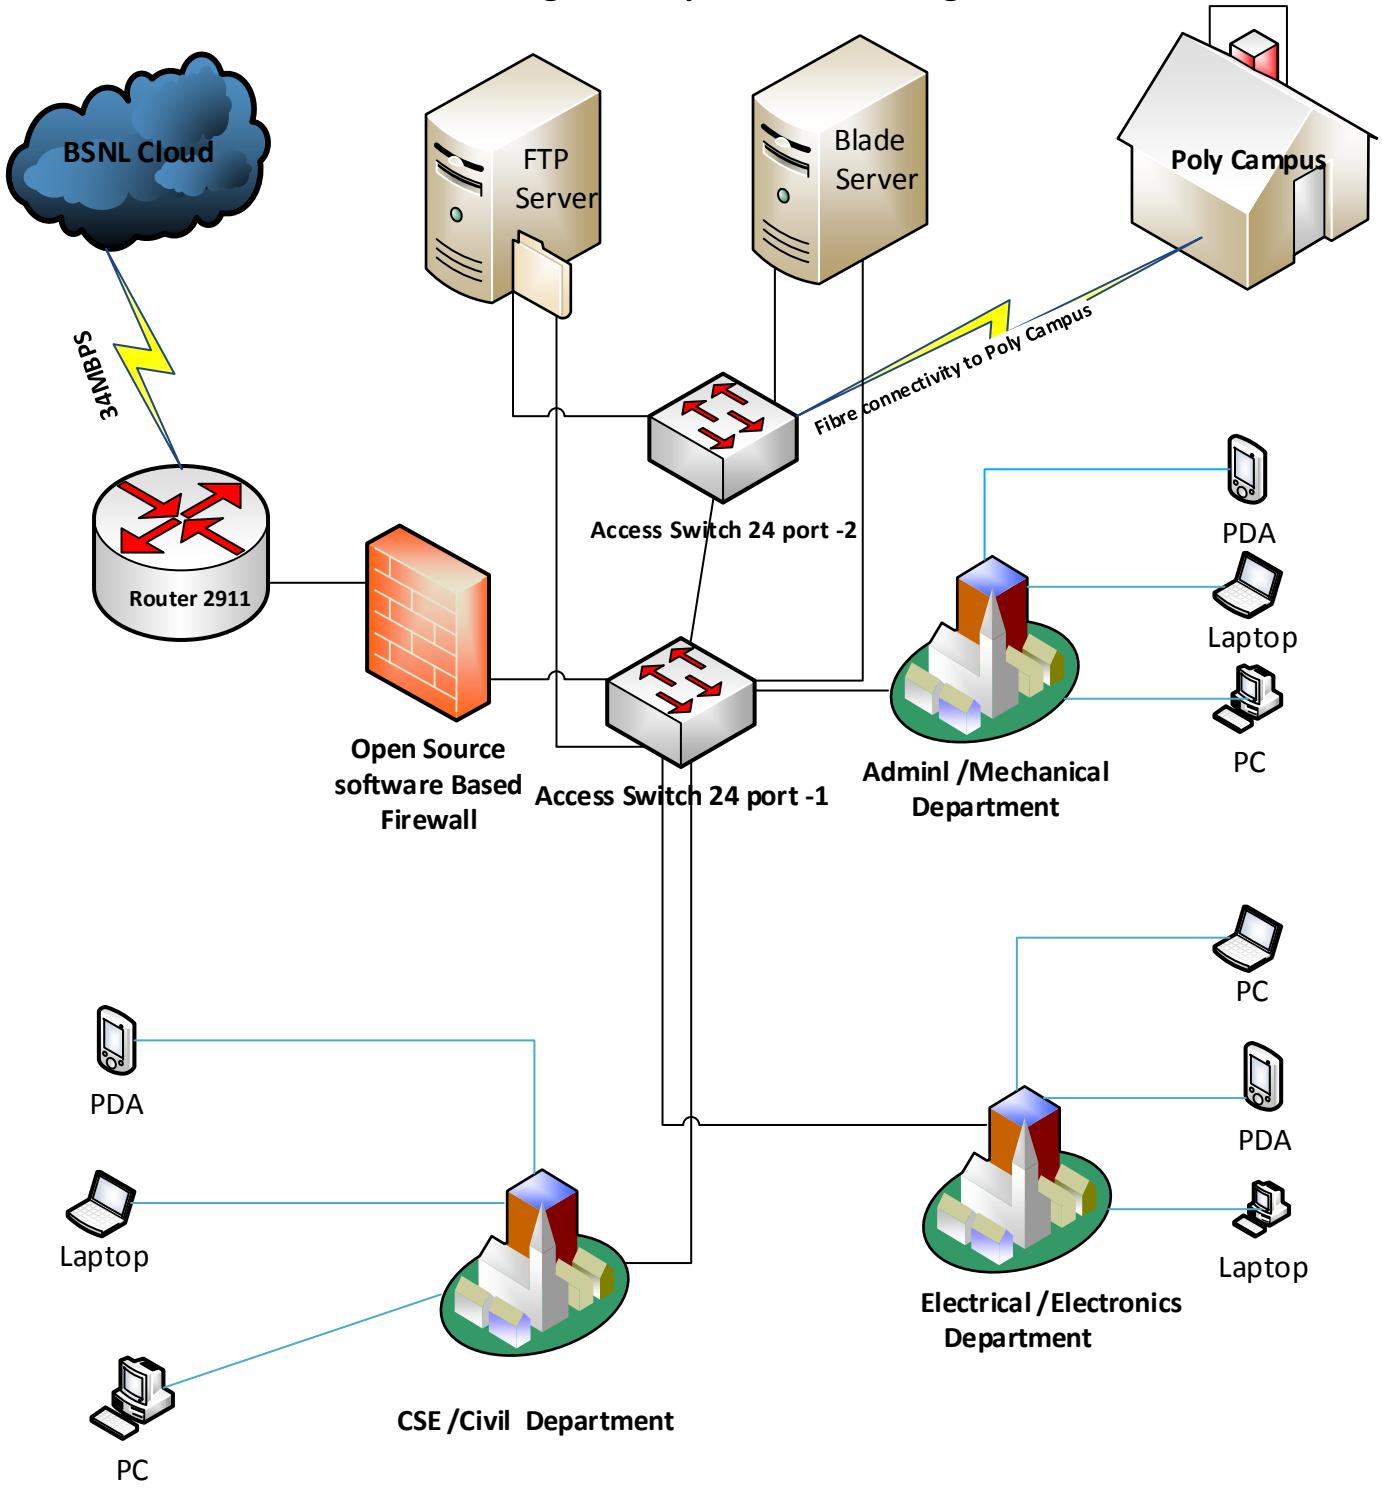 BSNL Cloud
FTP
Server
Blade
Server
Poly Campus
34MBPS
Fibre connectivity to Poly Campus
Access Switch 24 port -2
PDA
Router 2911
Laptop
Open Source
software Based
Firewall
Access Switch 24 port -1
Adminl /Mechanical
Department
PC
PC
PDA
PDA
Laptop
Laptop
Electrical /Electronics
Department
CSE /Civil Department
PC